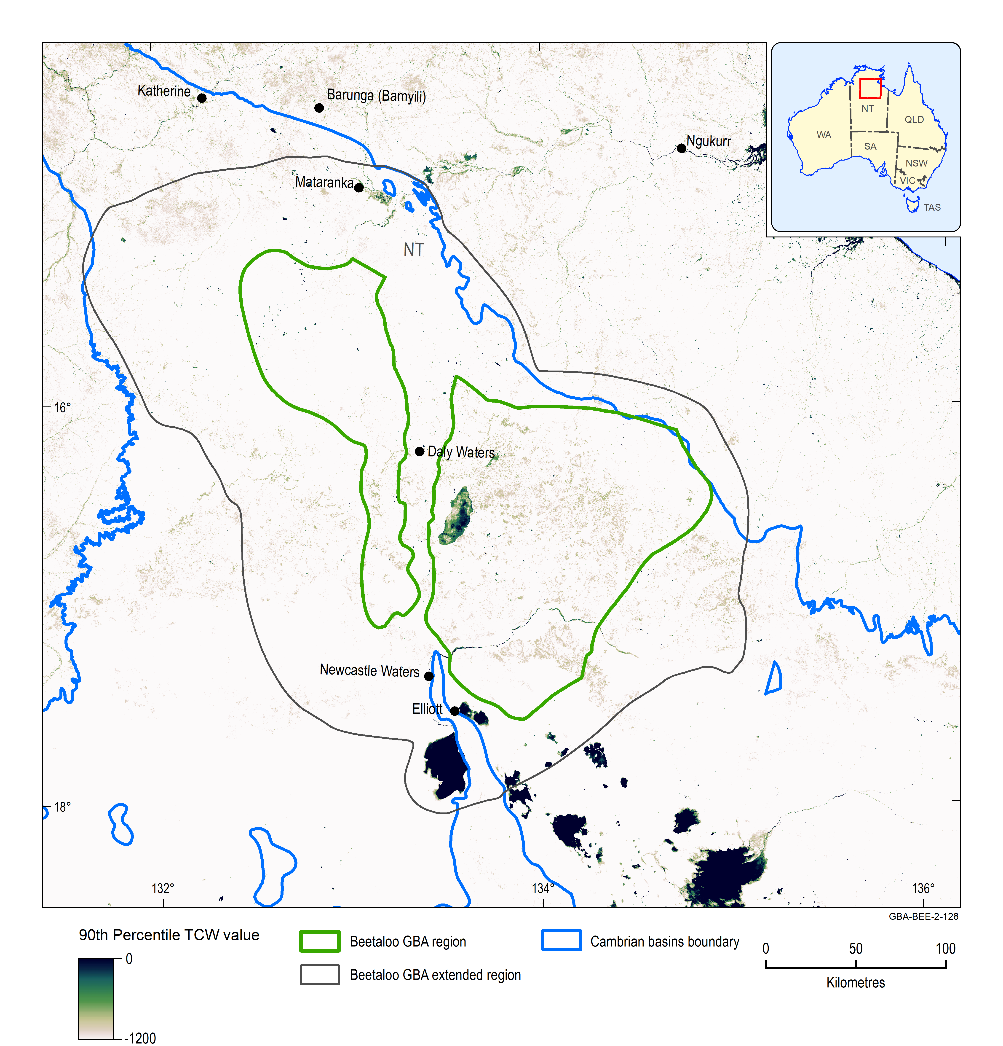 Katherine
Barunga (Bamyili)
Ngukurr
Mataranka
NT
WA
NT
QLD
SA
NSW
VIC
TAS
16°
Daly Waters
Newcastle Waters
Elliott
18°
132°
134°
136°
GBA-BEE-2-128
90th Percentile TCW value
0
-1200
Beetaloo GBA region
Beetaloo GBA extended region
Cambrian basins boundary
0 50 100
Kilometres